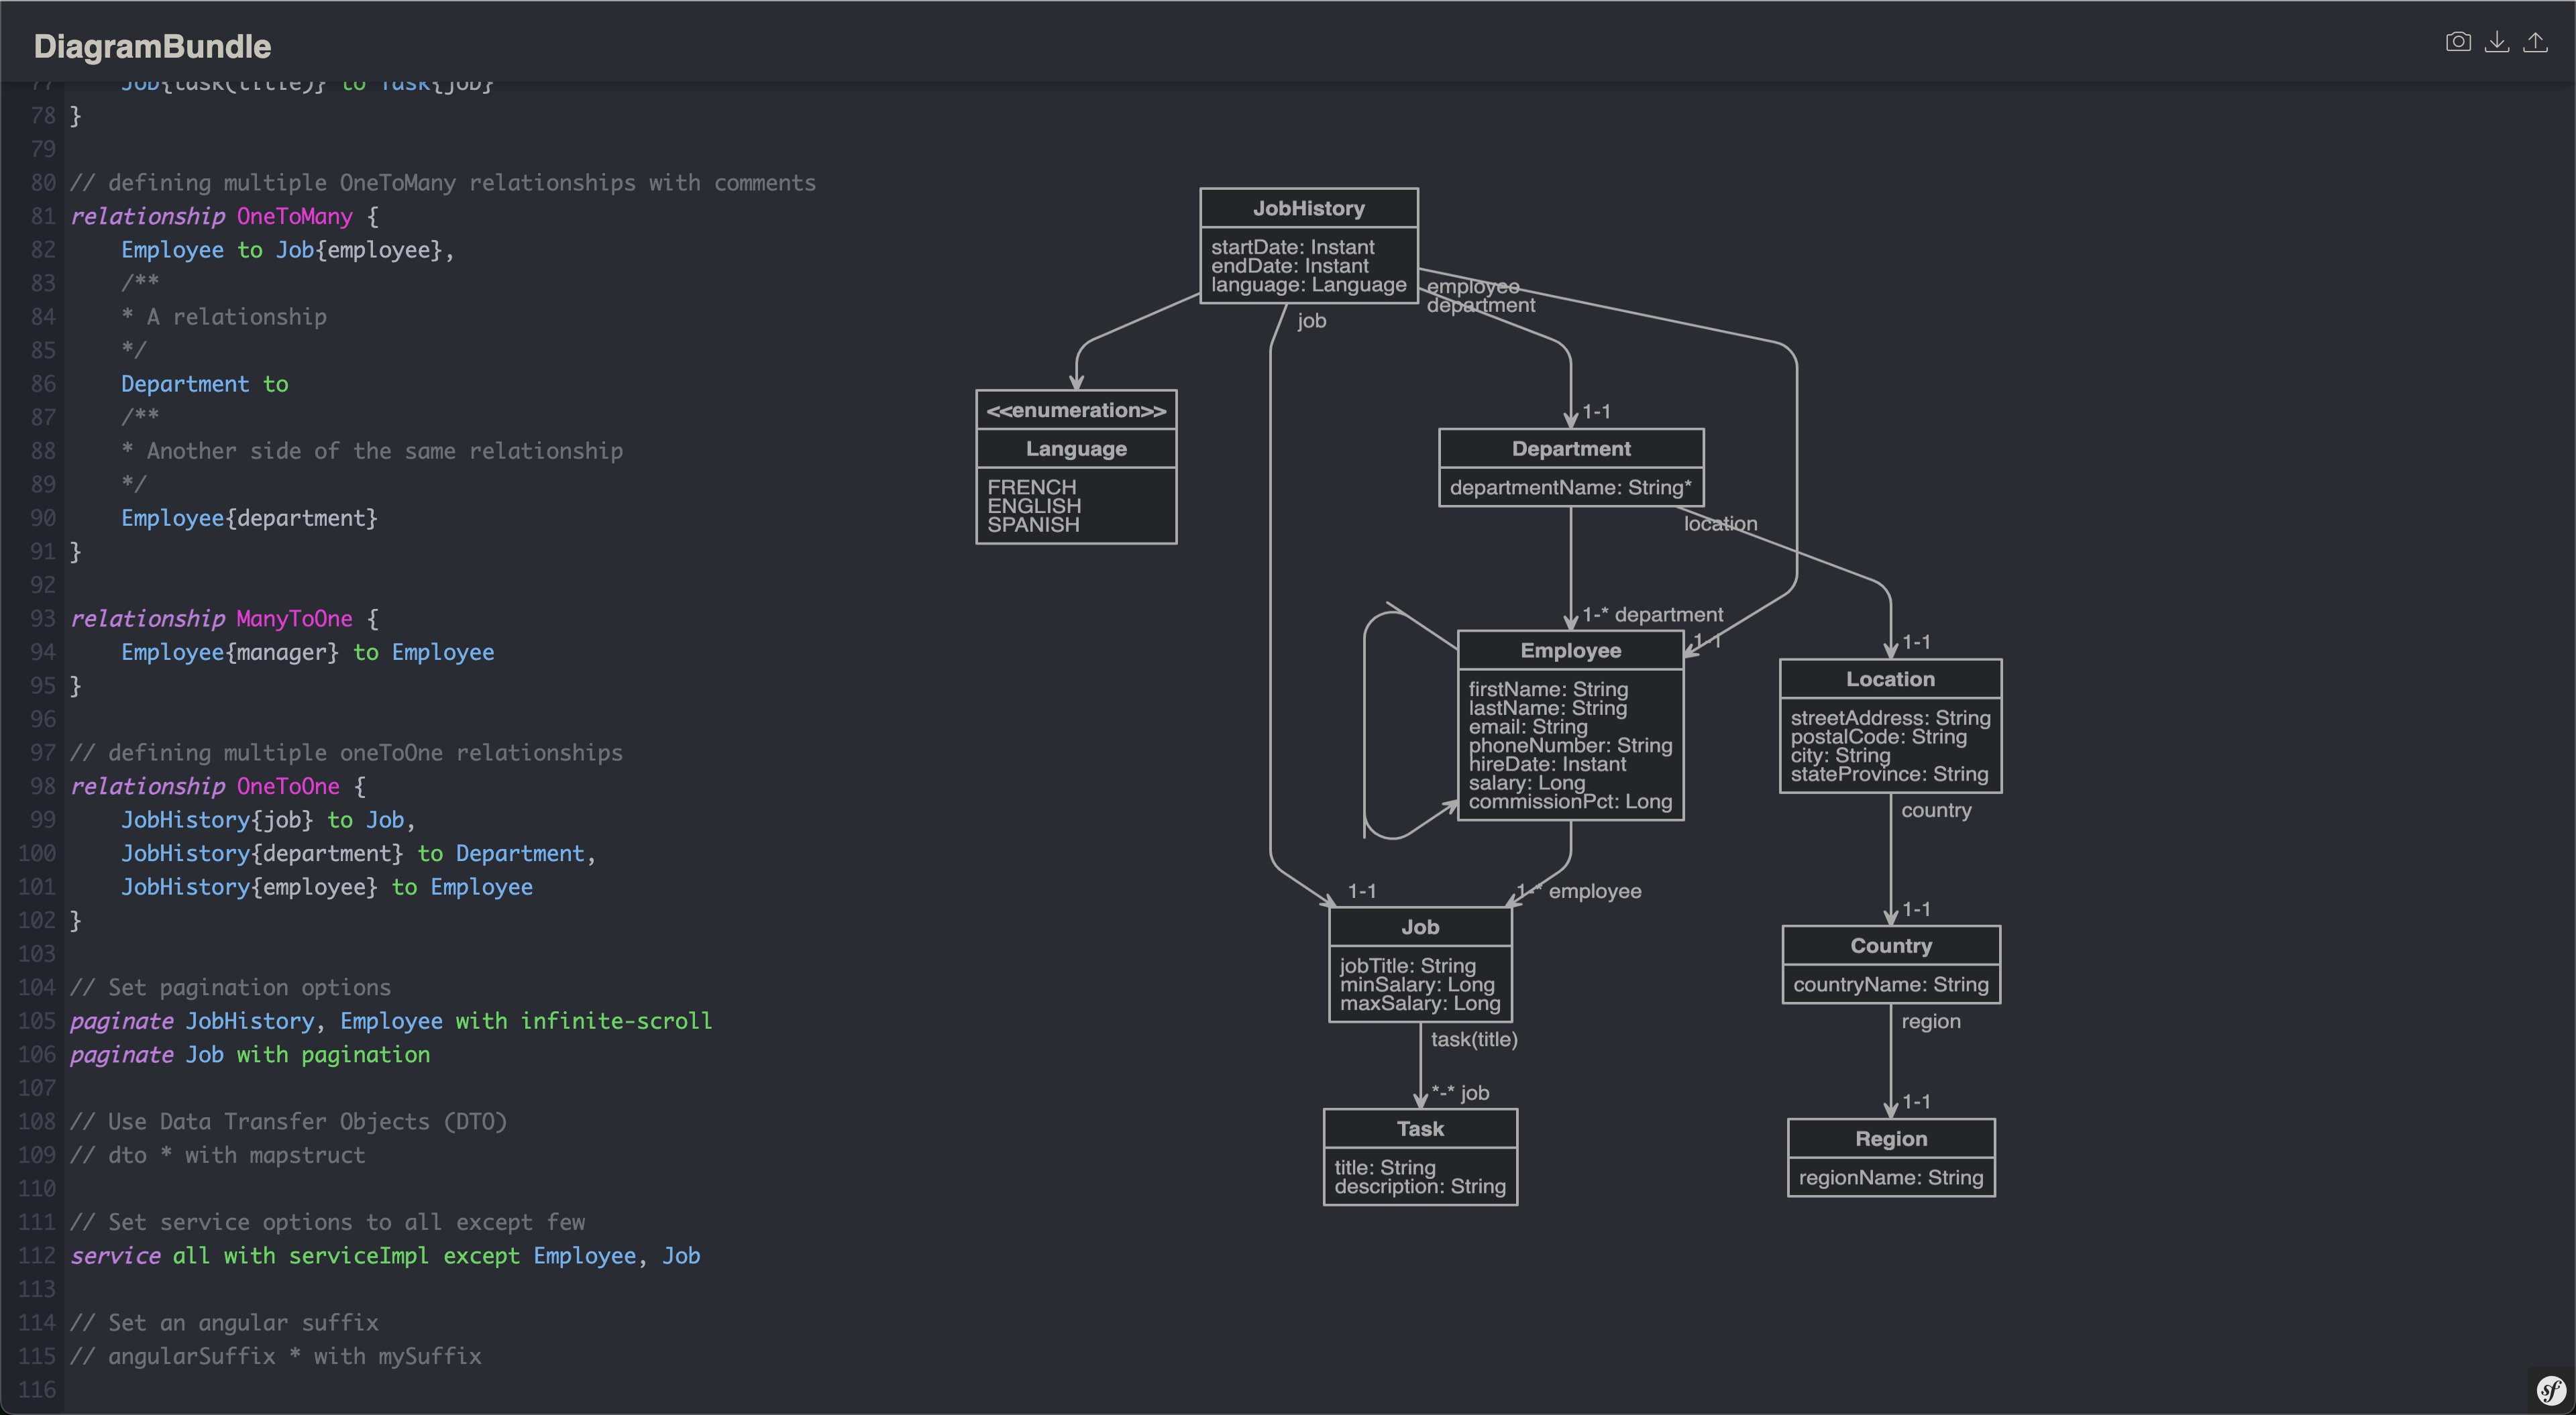 DiagramBundle
77 Job{task(title)} to Task{job}
78 }
79
80 // defining multiple OneToMany relationships with comments
81 relationship OneToMany {
82 Employee to Job{employee},
83 /**
84 * A relationship
85 */
86 Department to
87 /**
88 * Another side of the same relationship
89 */
90 Employee{department}
91 }
92
93 relationship ManyToOne {
94 Employee{manager} to Employee
95 }
96
97 // defining multiple oneToOne relationships
98 relationship OneToOne {
99 JobHistory{job} to Job,
100 JobHistory{department} to Department,
101 JobHistory{employee} to Employee
102 }
103
104 // Set pagination options
105 paginate JobHistory, Employee with infinite-scroll
106 paginate Job with pagination
107
108 // Use Data Transfer Objects (DTO)
109 // dto * with mapstruct
110
111 // Set service options to all except few
112 service all with serviceImpl except Employee, Job
113
114 // Set an angular suffix
115 // angularSuffix * with mySuffix
116
JobHistory
startDate: Instant
endDate: Instant
language: Language
employee
department
job
<<enumeration>>
Language
FRENCH
ENGLISH
SPANISH
1-1
Department
departmentName: String*
location
1-* department
1-1
Employee
firstName: String
lastName: String
email: String
phoneNumber: String
hireDate: Instant
salary: Long
commissionPct: Long
1-1
Location
streetAddress: String
postalCode: String
city: String
stateProvince: String
country
1-1
1-* employee
Job
jobTitle: String
minSalary: Long
maxSalary: Long
task(title)
1-1
Country
countryName: String
region
*-* job
Task
title: String
description: String
1-1
Region
regionName: String
sf